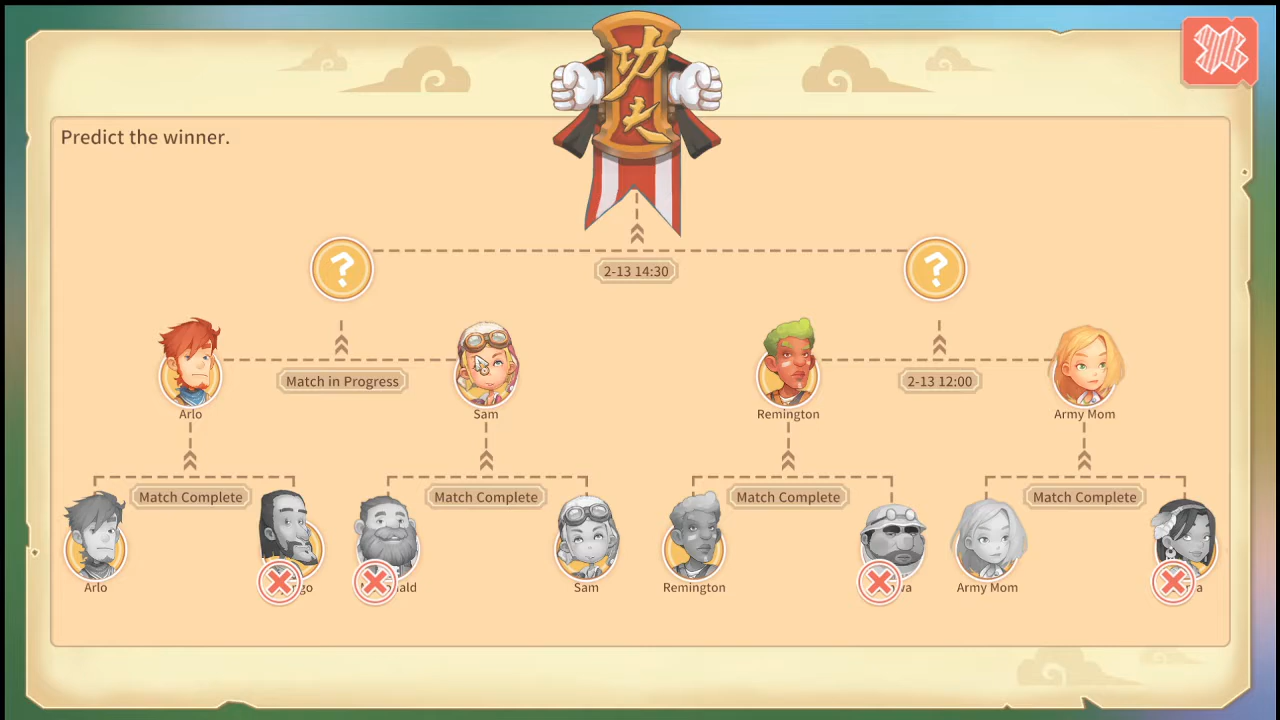 功
夫
Predict the winner.
2-13 14:30
Match in Progress
2-13 12:00
Arlo
Sam
Remington
Army Mom
Match Complete
Match Complete
Match Complete
Match Complete
Arlo
Sam
Remington
Army Mom